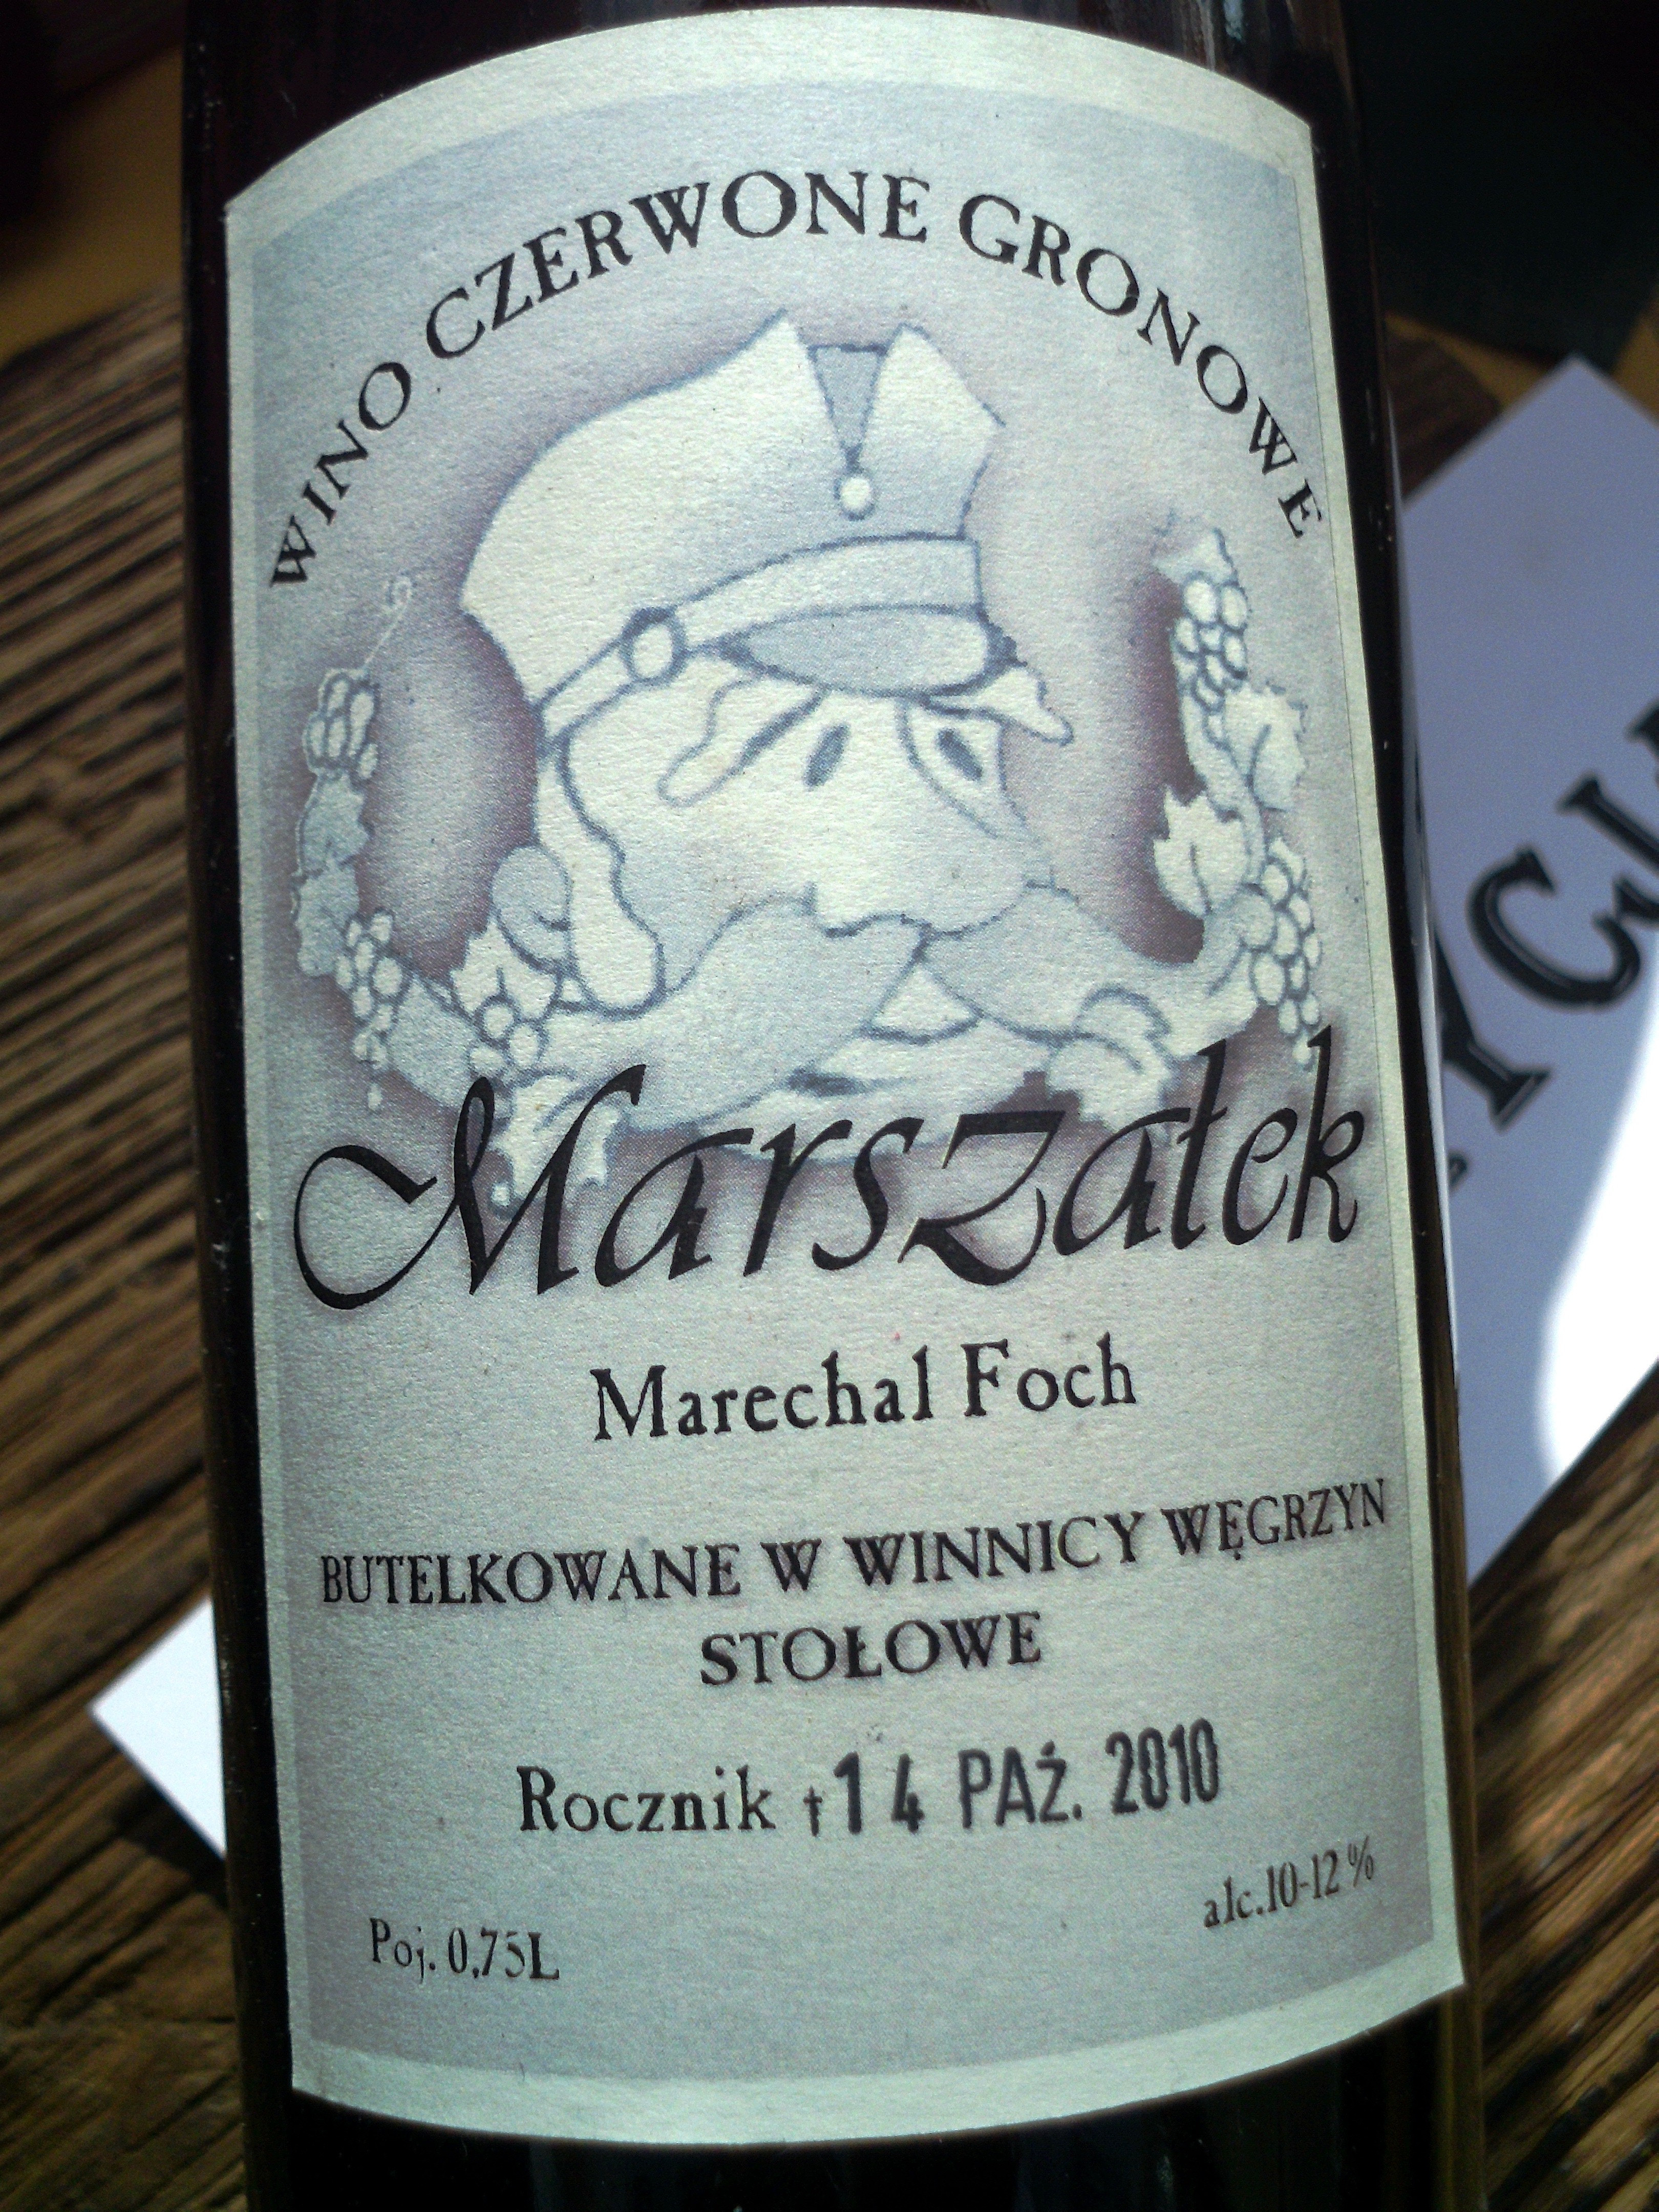 WINO CZERWONE GRONOWE
Marszałek
Marechal Foch
BUTELKOWANE W WINNICY WĘGRZYN
STOŁOWE
Rocznik †14 PAŹ. 2010
alc.10-12%
Poj. 0,75L